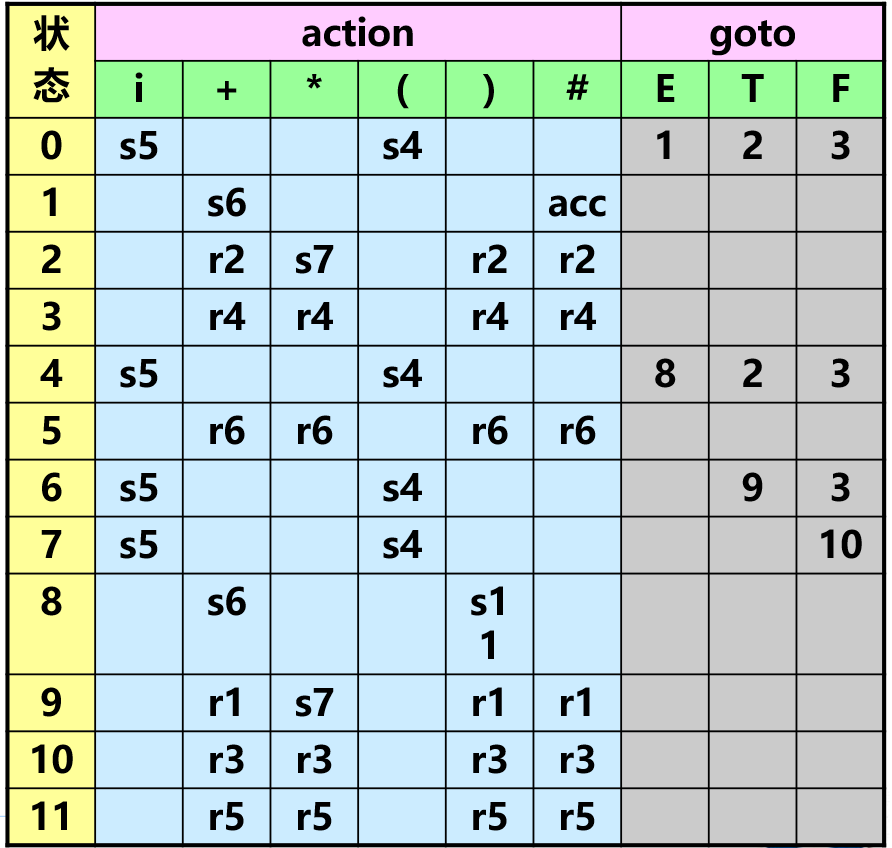 状态 action goto
i + * ( ) # E T F
0 s5 s4 1 2 3
1 s6 acc
2 r2 s7 r2 r2
3 r4 r4 r4 r4
4 s5 s4 8 2 3
5 r6 r6 r6 r6
6 s5 s4 9 3
7 s5 s4 10
8 s6 s1
1
9 r1 s7 r1 r1
10 r3 r3 r3 r3
11 r5 r5 r5 r5